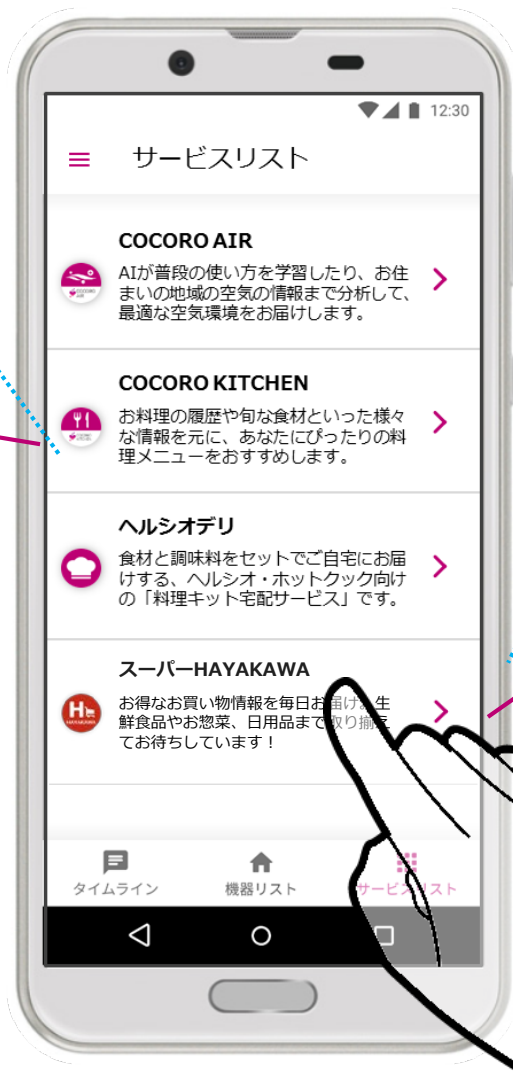 12:30
サービスリスト
COCORO AIR
AIが普段の使い方を学習したり、お住
まいの地域の空気の情報まで分析して、
最適な空気環境をお届けします。
COCORO KITCHEN
お料理の履歴や旬な食材といった様々
な情報を元に、あなたにぴったりの料
理メニューをおすすめします。
ヘルシオデリ
食材と調味料をセットでご自宅にお届
けする、ヘルシオ・ホットクック向け
の「料理キット宅配サービス」です。
スーパーHAYAKAWA
お得なお買い物情報を毎日お届け。生
鮮食品やお惣菜、日用品まで取り揃え
てお待ちしています！
タイムライン
機器リスト
サービスリスト